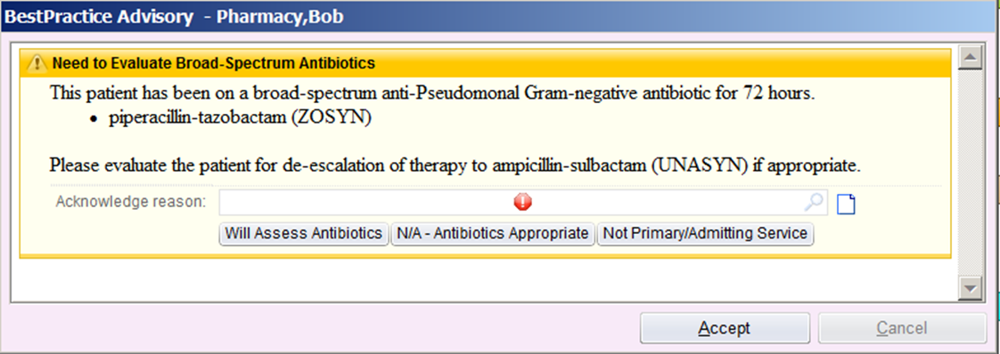 BestPractice Advisory - Pharmacy,Bob
Need to Evaluate Broad-Spectrum Antibiotics
This patient has been on a broad-spectrum anti-Pseudomonal Gram-negative antibiotic for 72 hours.
• piperacillin-tazobactam (ZOSYN)
Please evaluate the patient for de-escalation of therapy to ampicillin-sulbactam (UNASYN) if appropriate.
Acknowledge reason:
Will Assess Antibiotics N/A - Antibiotics Appropriate Not Primary/Admitting Service
Accept Cancel